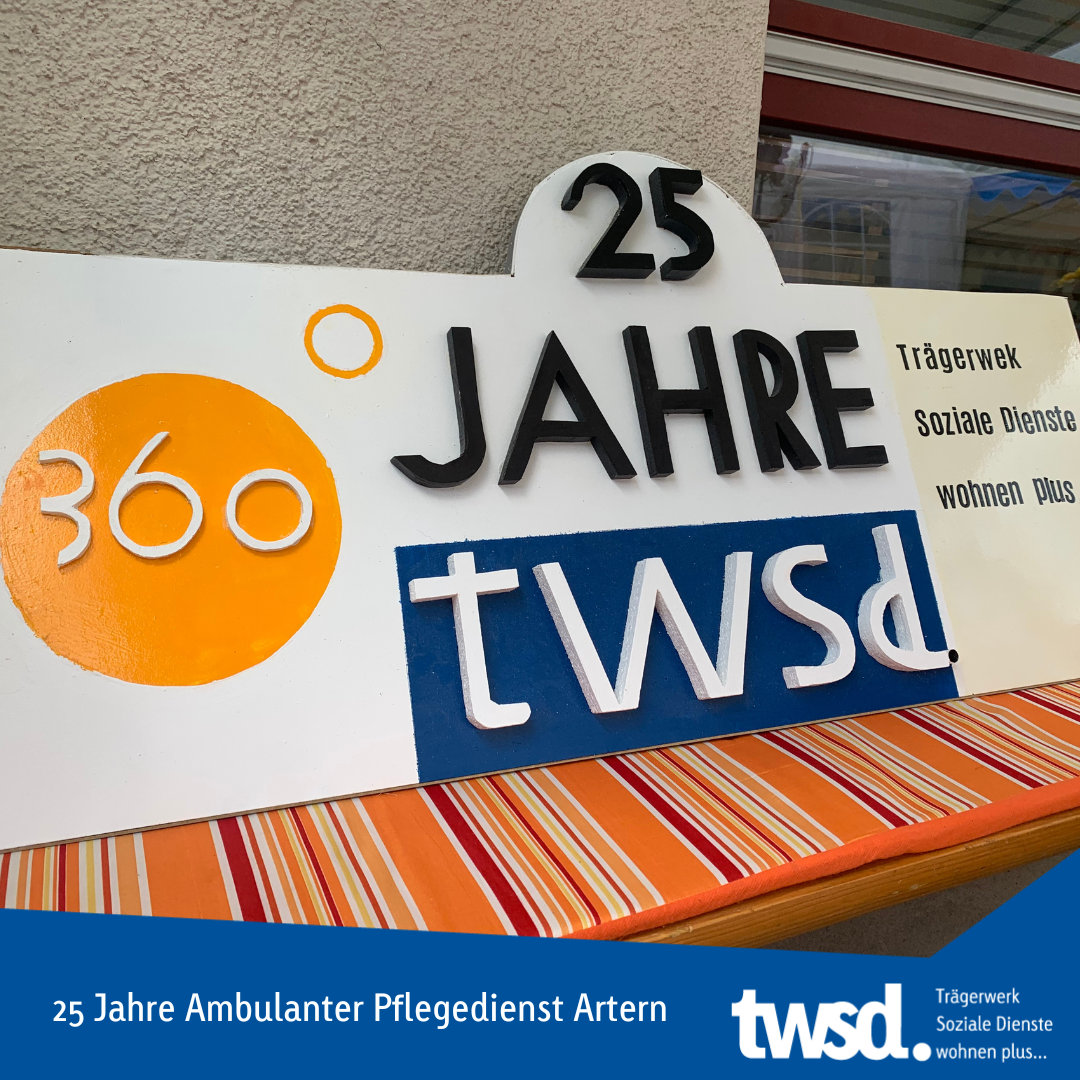 25
JAHRE
360°
twsd.
Trägerwek
Soziale Dienste
wohnen plus
25 Jahre Ambulanter Pflegedienst Artern
twsd.
Trägerwerk
Soziale Dienste
wohnen plus...